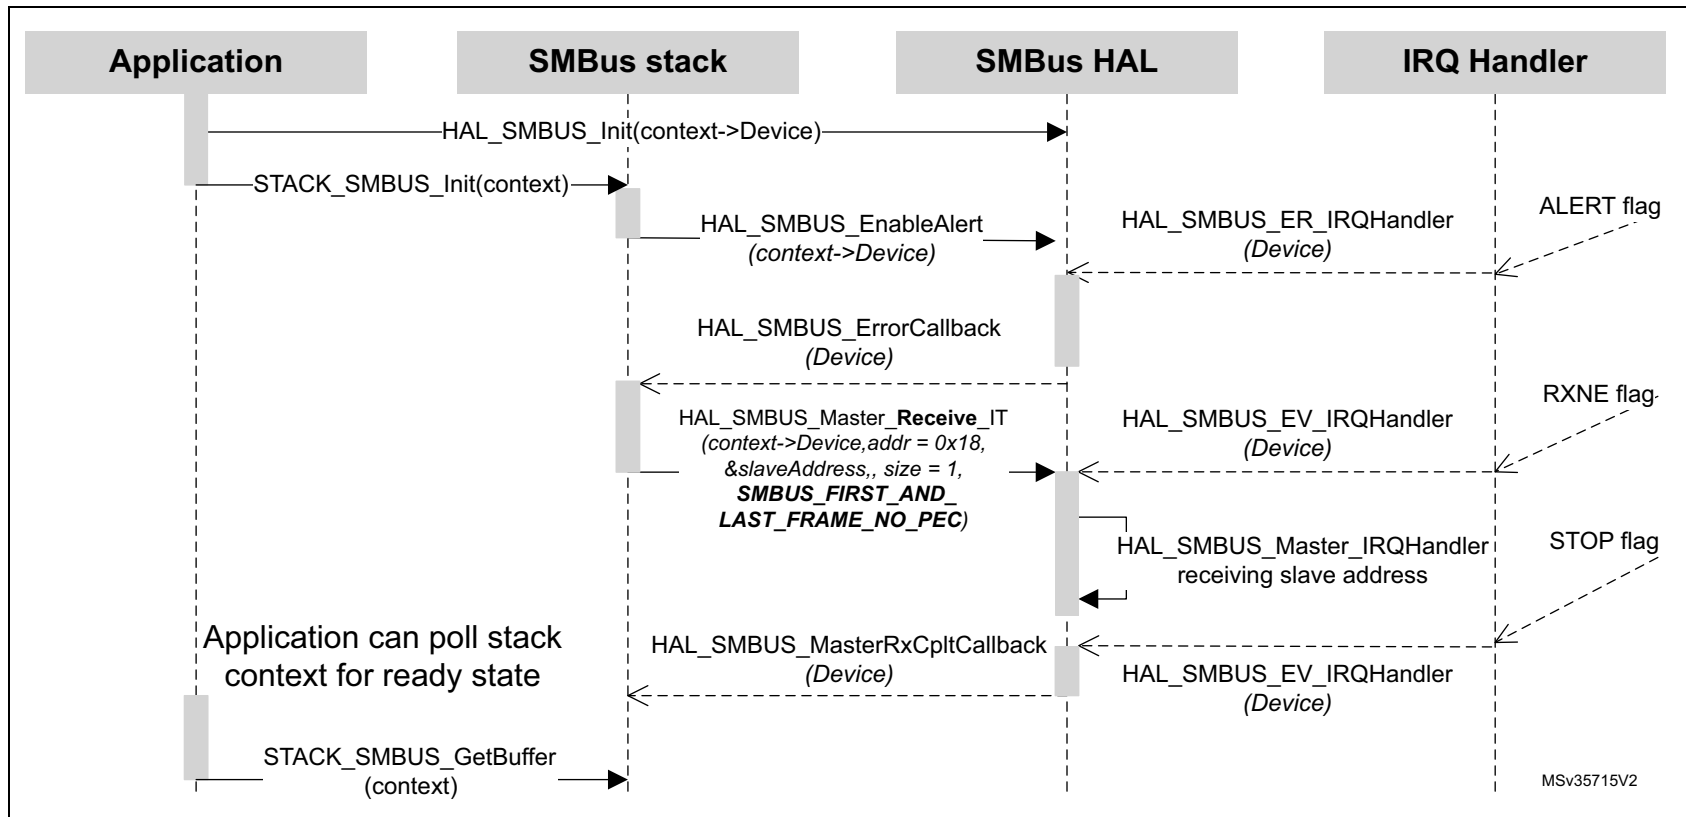 Application
SMBus stack
SMBus HAL
IRQ Handler
HAL_SMBUS_Init(context->Device)
STACK_SMBUS_Init(context)
HAL_SMBUS_EnableAlert
(context->Device)
HAL_SMBUS_ER_IRQHandler
(Device)
ALERT flag
HAL_SMBUS_ErrorCallback
(Device)
HAL_SMBUS_Master_Receive_IT
(context->Device,addr = 0x18,
&slaveAddress,, size = 1,
SMBUS_FIRST_AND_
LAST_FRAME_NO_PEC)
HAL_SMBUS_EV_IRQHandler
(Device)
RXNE flag
HAL_SMBUS_Master_IRQHandler
receiving slave address
STOP flag
Application can poll stack
context for ready state
HAL_SMBUS_MasterRxCpltCallback
(Device)
HAL_SMBUS_EV_IRQHandler
(Device)
STACK_SMBUS_GetBuffer
(context)
MSv35715V2